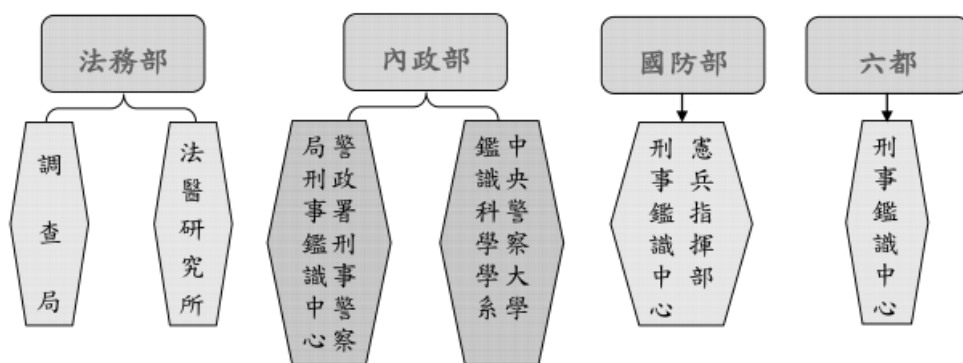 法務部
內政部
國防部
六都
調查局
法醫研究所
警政署刑事警察
局刑事鑑識中心
中央警察大學
鑑識科學學系
憲兵指揮部
刑事鑑識中心
刑事鑑識中心